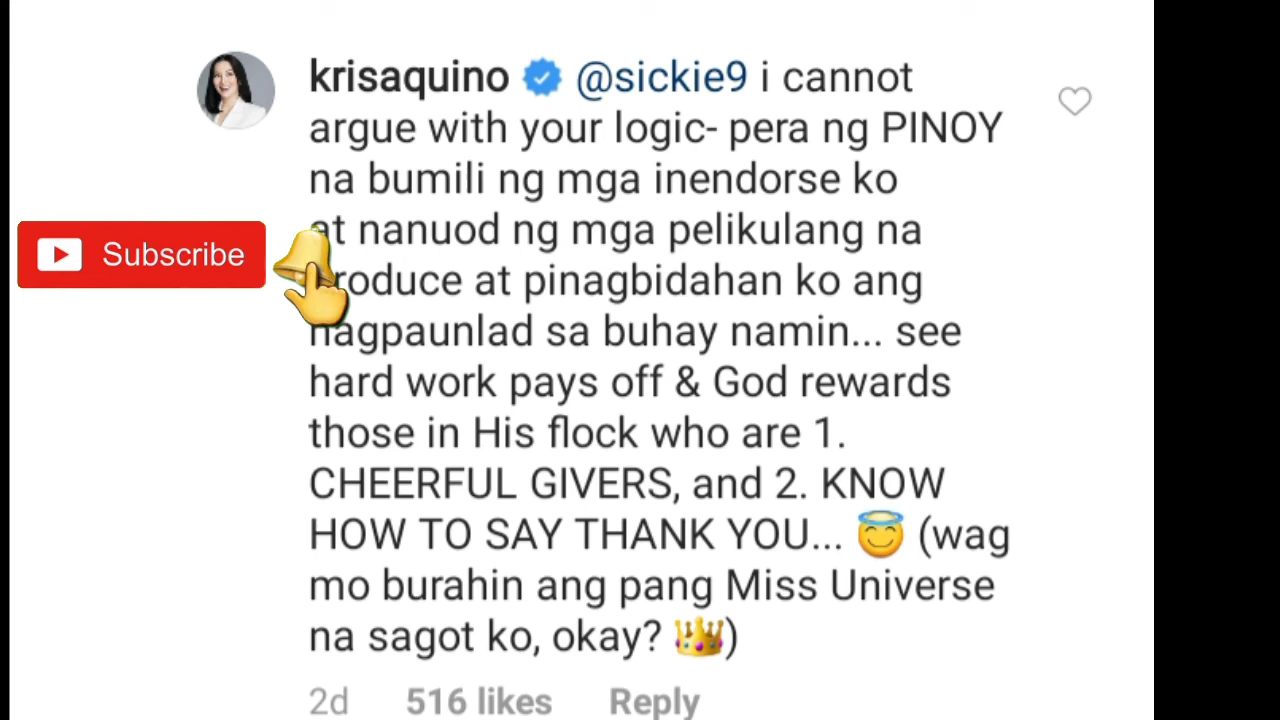 krisaquino @sickie9 i cannot
argue with your logic- pera ng PINOY
na bumili ng mga inendorse ko
at nanuod ng mga pelikulang na
Subscribe
produce at pinagbidahan ko ang
nagpaunlad sa buhay namin... see
hard work pays off & God rewards
those in His flock who are 1.
CHEERFUL GIVERS, and 2. KNOW
HOW TO SAY THANK YOU... 😇 (wag
mo burahin ang pang Miss Universe
na sagot ko, okay? 👑)
2d 516 likes Reply